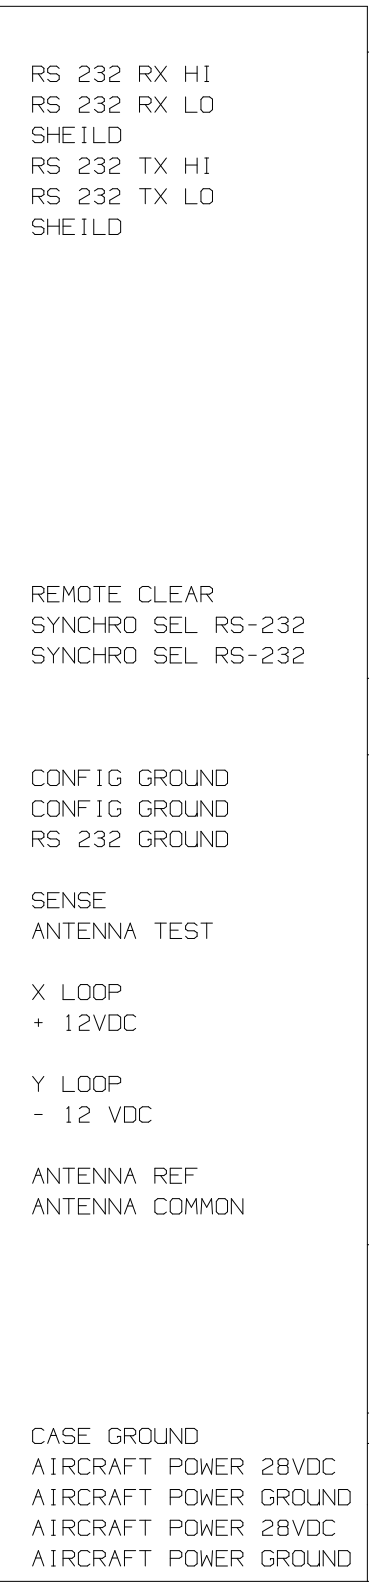 RS 232 RX HI
RS 232 RX LO
SHEILD
RS 232 TX HI
RS 232 TX LO
SHEILD
REMOTE CLEAR
SYNCHRO SEL RS-232
SYNCHRO SEL RS-232
CONFIG GROUND
CONFIG GROUND
RS 232 GROUND
SENSE
ANTENNA TEST
X LOOP
+ 12VDC
Y LOOP
- 12 VDC
ANTENNA REF
ANTENNA COMMON
CASE GROUND
AIRCRAFT POWER 28VDC
AIRCRAFT POWER GROUND
AIRCRAFT POWER 28VDC
AIRCRAFT POWER GROUND